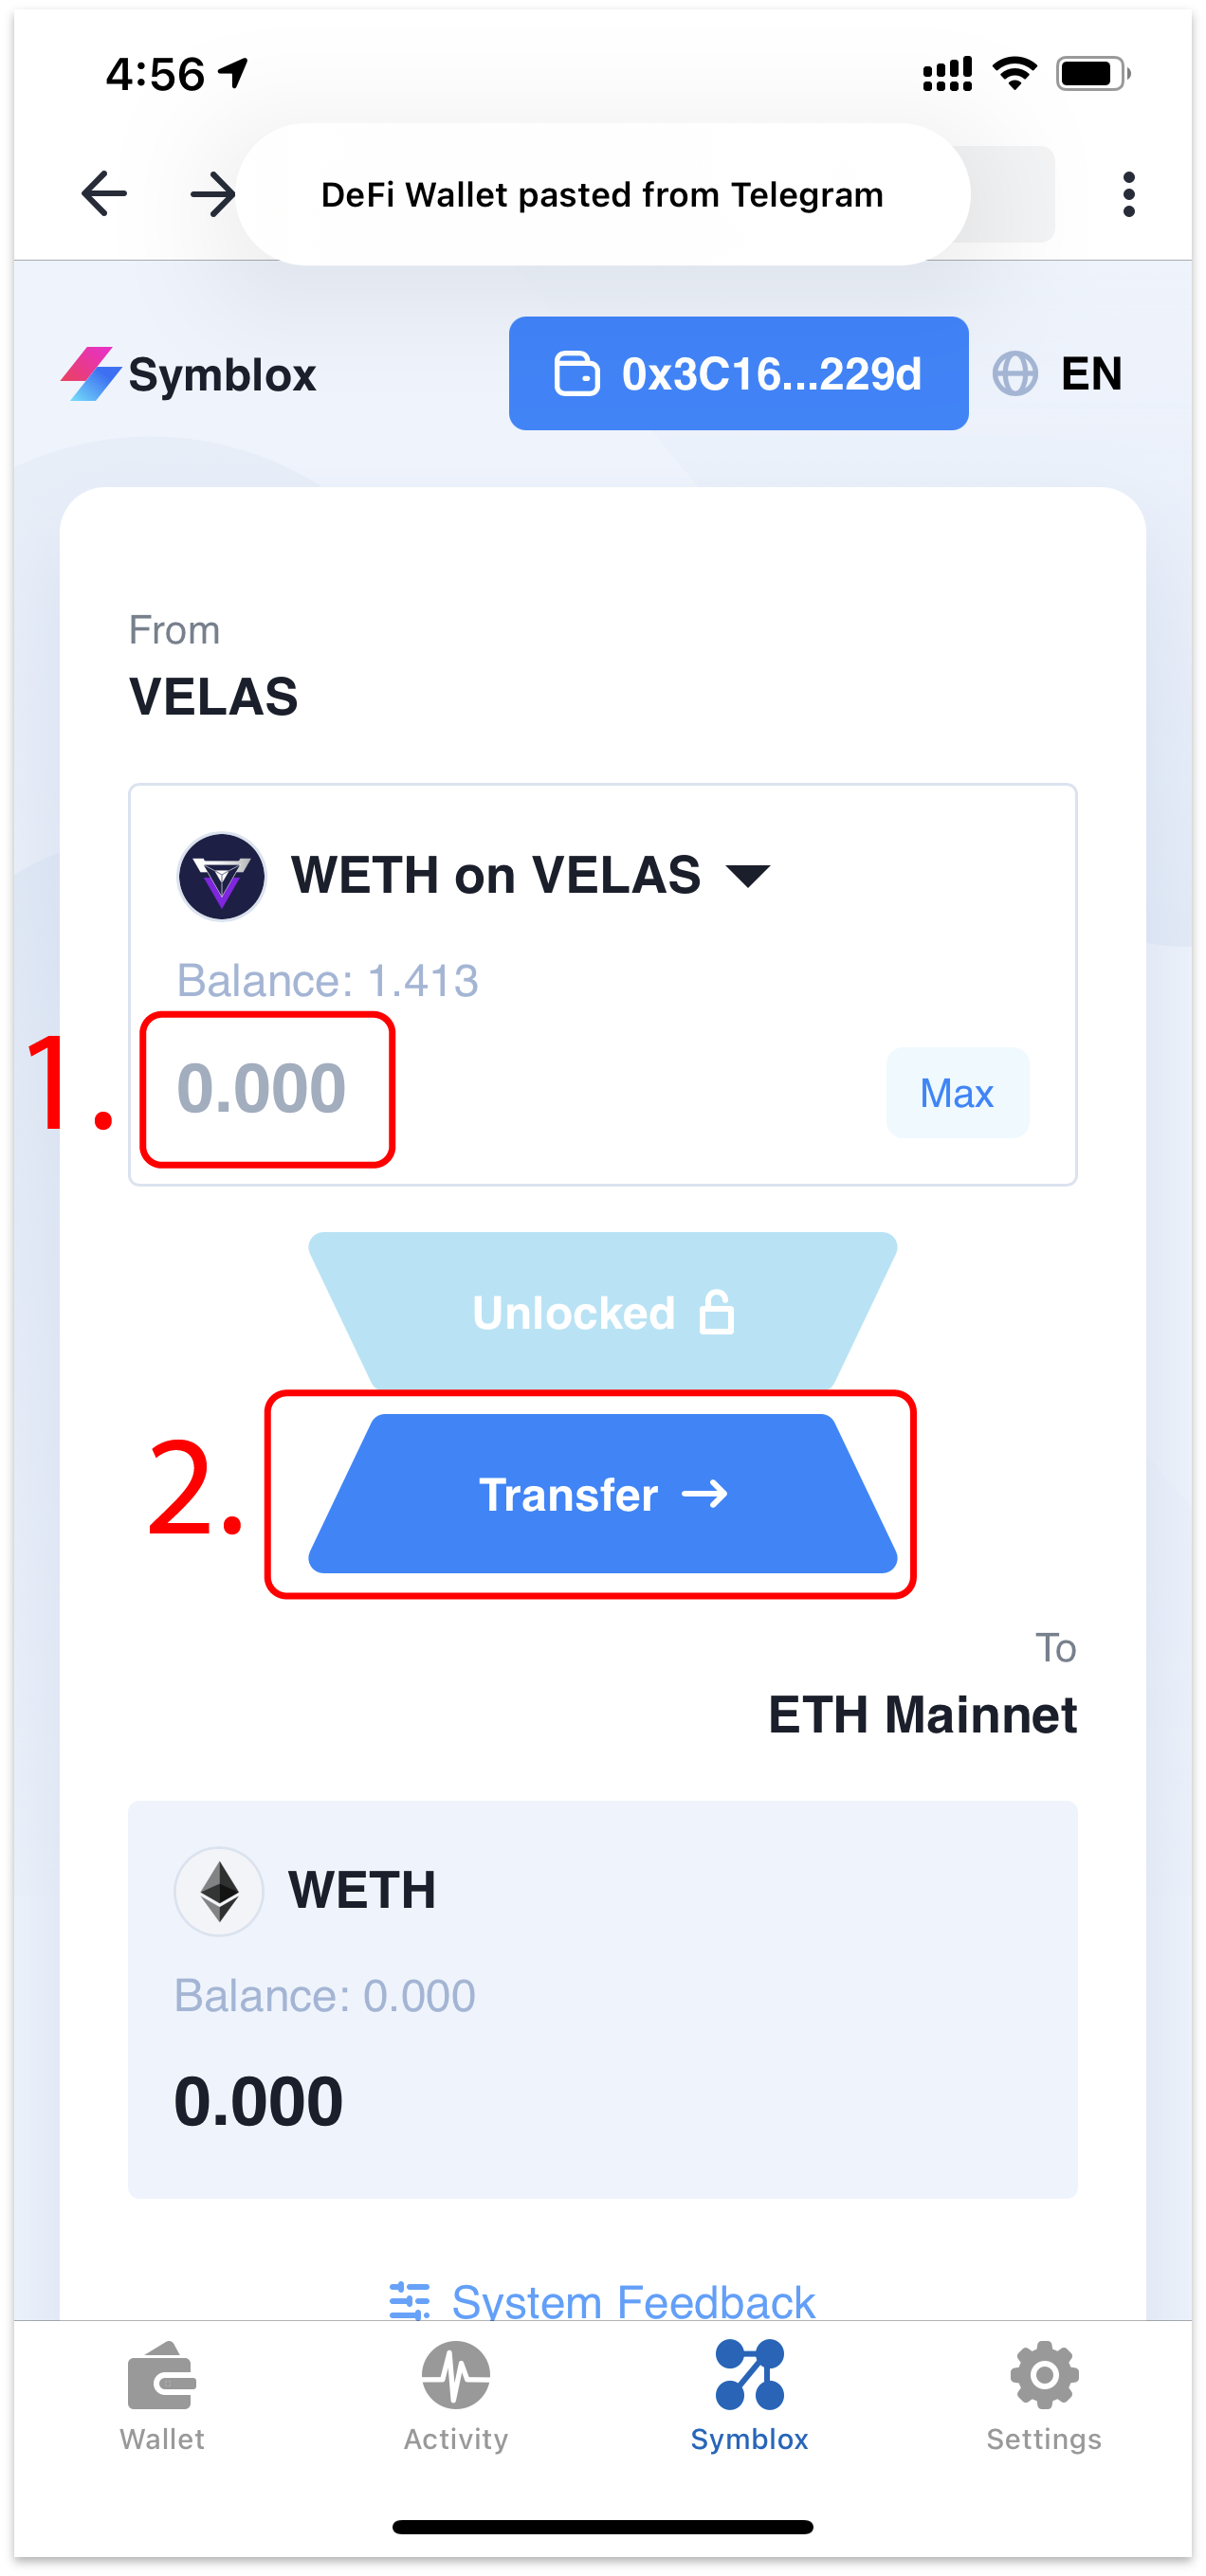 4:56
DeFi Wallet pasted from Telegram
Symblox
0x3C16...229d
EN
From
VELAS
WETH on VELAS
Balance: 1.413
1.
0.000
Max
Unlocked
2.
Transfer →
To
ETH Mainnet
WETH
Balance: 0.000
0.000
System Feedback
Wallet
Activity
Symblox
Settings